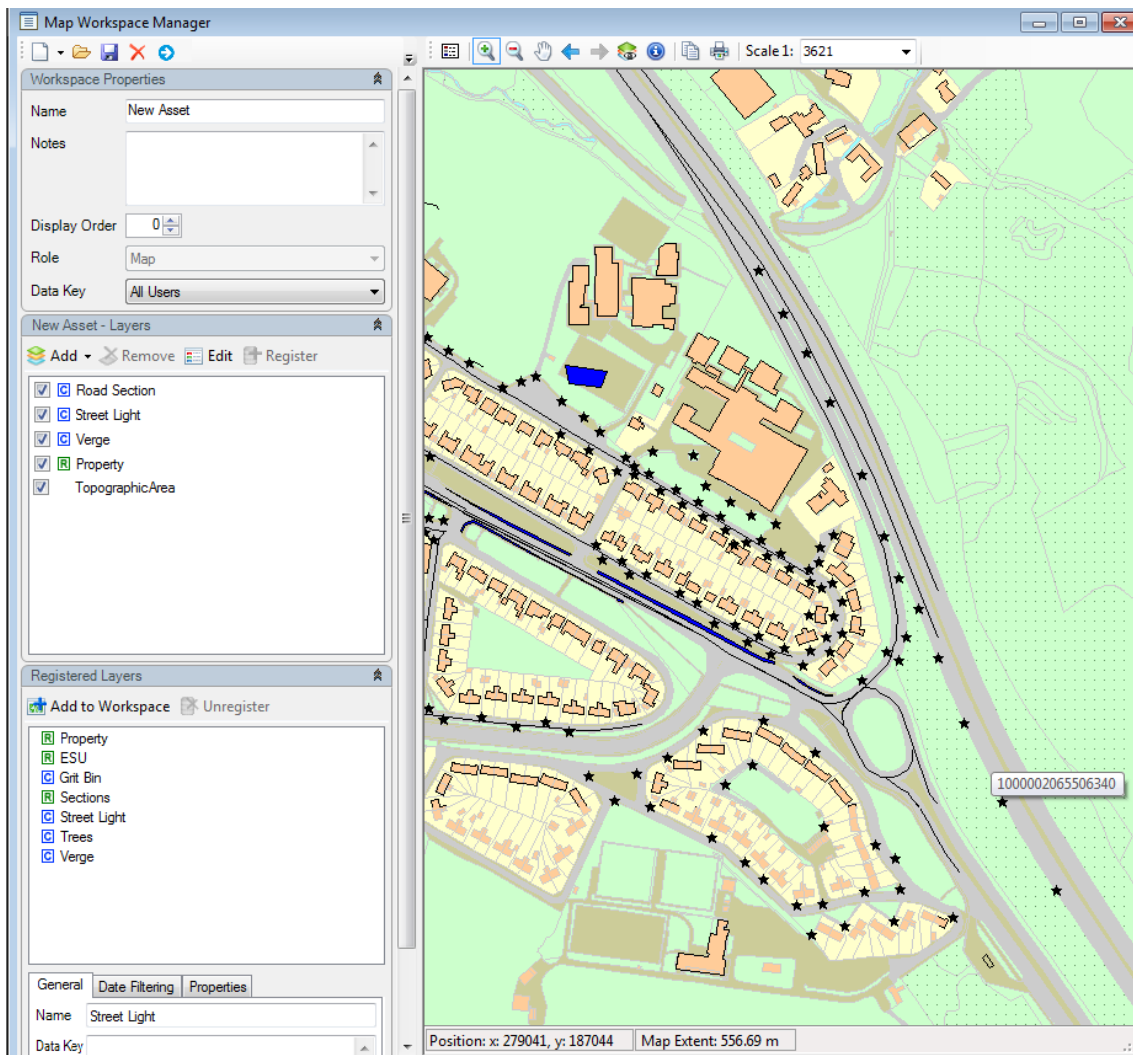 Map Workspace Manager
Scale 1: 3621
Workspace Properties
Name New Asset
Notes
Display Order 0
Role Map
Data Key All Users
New Asset - Layers
Add Remove Edit Register
C Road Section
C Street Light
C Verge
R Property
TopographicArea
Registered Layers
Add to Workspace Unregister
R Property
R ESU
C Grit Bin
R Sections
C Street Light
C Trees
C Verge
General Date Filtering Properties
Name Street Light
Data Key
1000002065506340
Position: x: 279041, y: 187044 Map Extent: 556.69 m